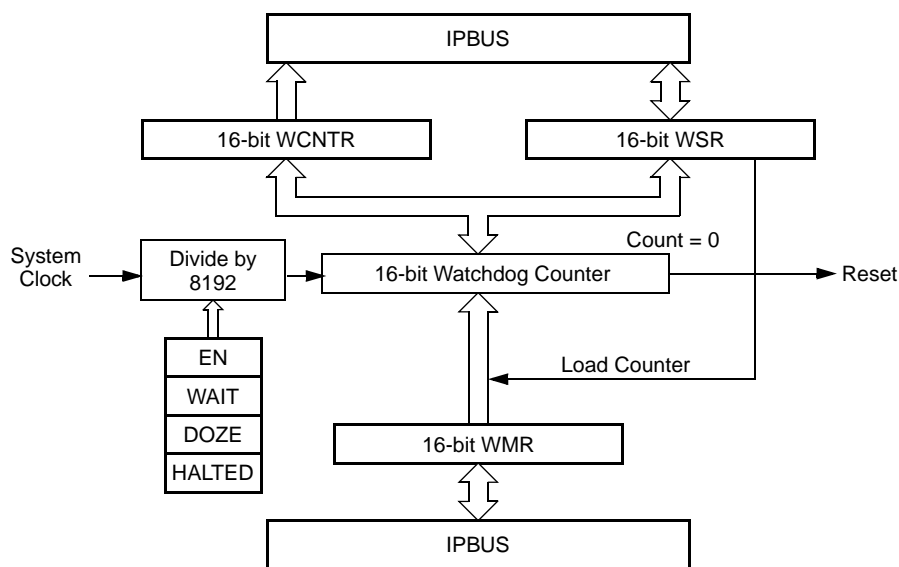 IPBUS
16-bit WCNTR
16-bit WSR
Count = 0
System
Clock
Divide by
8192
16-bit Watchdog Counter
Reset
EN
WAIT
DOZE
HALTED
Load Counter
16-bit WMR
IPBUS